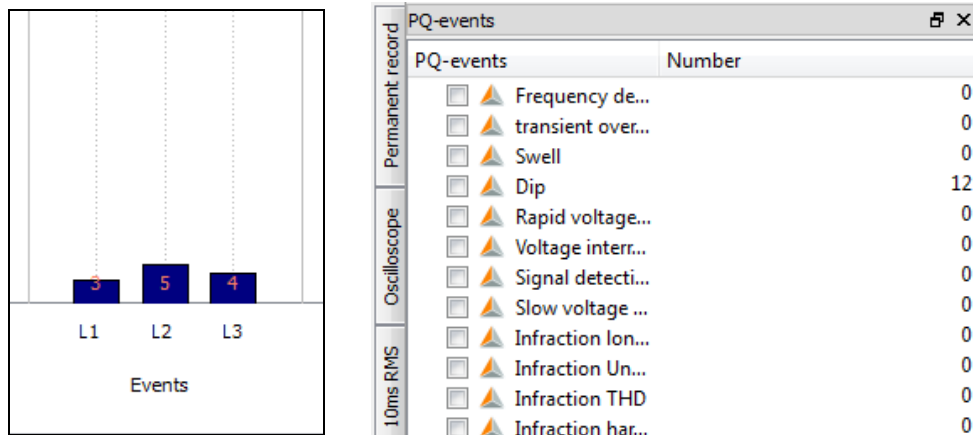 3 5 4
L1 L2 L3
Events
Permanent record
Oscilloscope
10ms RMS
PQ-events
PQ-events Number
Frequency de... 0
transient over... 0
Swell 0
Dip 12
Rapid voltage... 0
Voltage interr... 0
Signal detecti... 0
Slow voltage ... 0
Infraction lon... 0
Infraction Un... 0
Infraction THD 0
Infraction har... 0